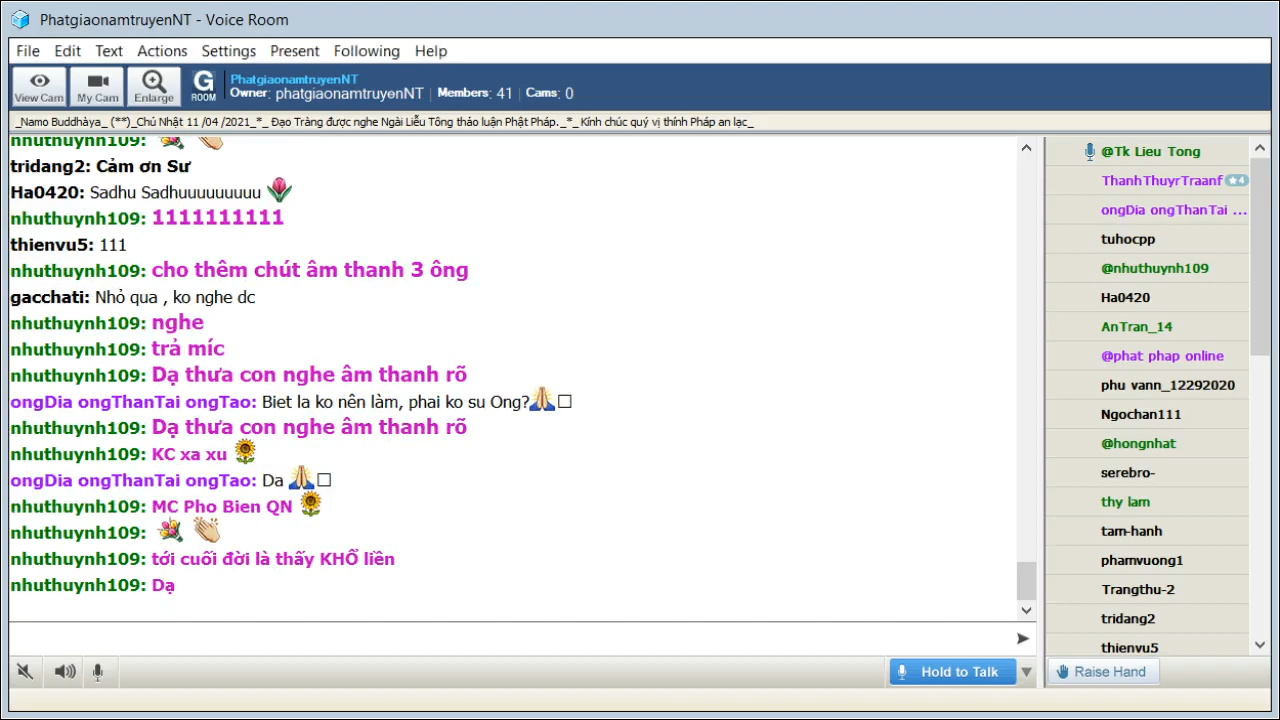 PhatgiaonamtruyenNT - Voice Room
File Edit Text Actions Settings Present Following Help
View Cam My Cam Enlarge G ROOM
PhatgiaonamtruyenNT
Owner: phatgiaonamtruyenNT | Members: 41 | Cams: 0
_Namo Buddhàya_ (**)_Chủ Nhật 11 /04 /2021_*_ Đạo Tràng được nghe Ngài Liễu Tông thảo luận Phật Pháp._*_ Kính chúc quý vị thính Pháp an lạc_
nhuthuynh109:
tridang2: Cảm ơn Sư
Ha0420: Sadhu Sadhuuuuuuuuu
nhuthuynh109: 1111111111
thienvu5: 111
nhuthuynh109: cho thêm chút âm thanh 3 ông
gacchati: Nhỏ qua , ko nghe dc
nhuthuynh109: nghe
nhuthuynh109: trả míc
nhuthuynh109: Dạ thưa con nghe âm thanh rõ
ongDia ongThanTai ongTao: Biet la ko nên làm, phai ko su Ong?
nhuthuynh109: Dạ thưa con nghe âm thanh rõ
nhuthuynh109: KC xa xu
ongDia ongThanTai ongTao: Da
nhuthuynh109: MC Pho Bien QN
nhuthuynh109:
nhuthuynh109: tới cuối đời là thấy KHỔ liền
nhuthuynh109: Dạ
@Tk Lieu Tong
ThanhThuyrTraanf ★4
ongDia ongThanTai ...
tuhocpp
@nhuthuynh109
Ha0420
AnTran_14
@phat phap online
phu vann_12292020
Ngochan111
@hongnhat
serebro-
thy lam
tam-hanh
phamvuong1
Trangthu-2
tridang2
thienvu5
Hold to Talk
Raise Hand